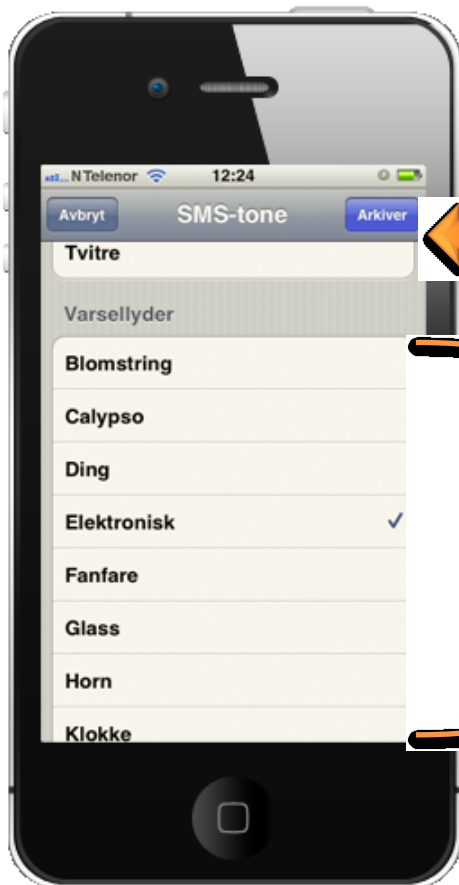 N Telenor 12:24
Avbryt SMS-tone Arkiver
Tvitre
Varsellyder
Blomstring
Calypso
Ding
Elektronisk
Fanfare
Glass
Horn
Klokke